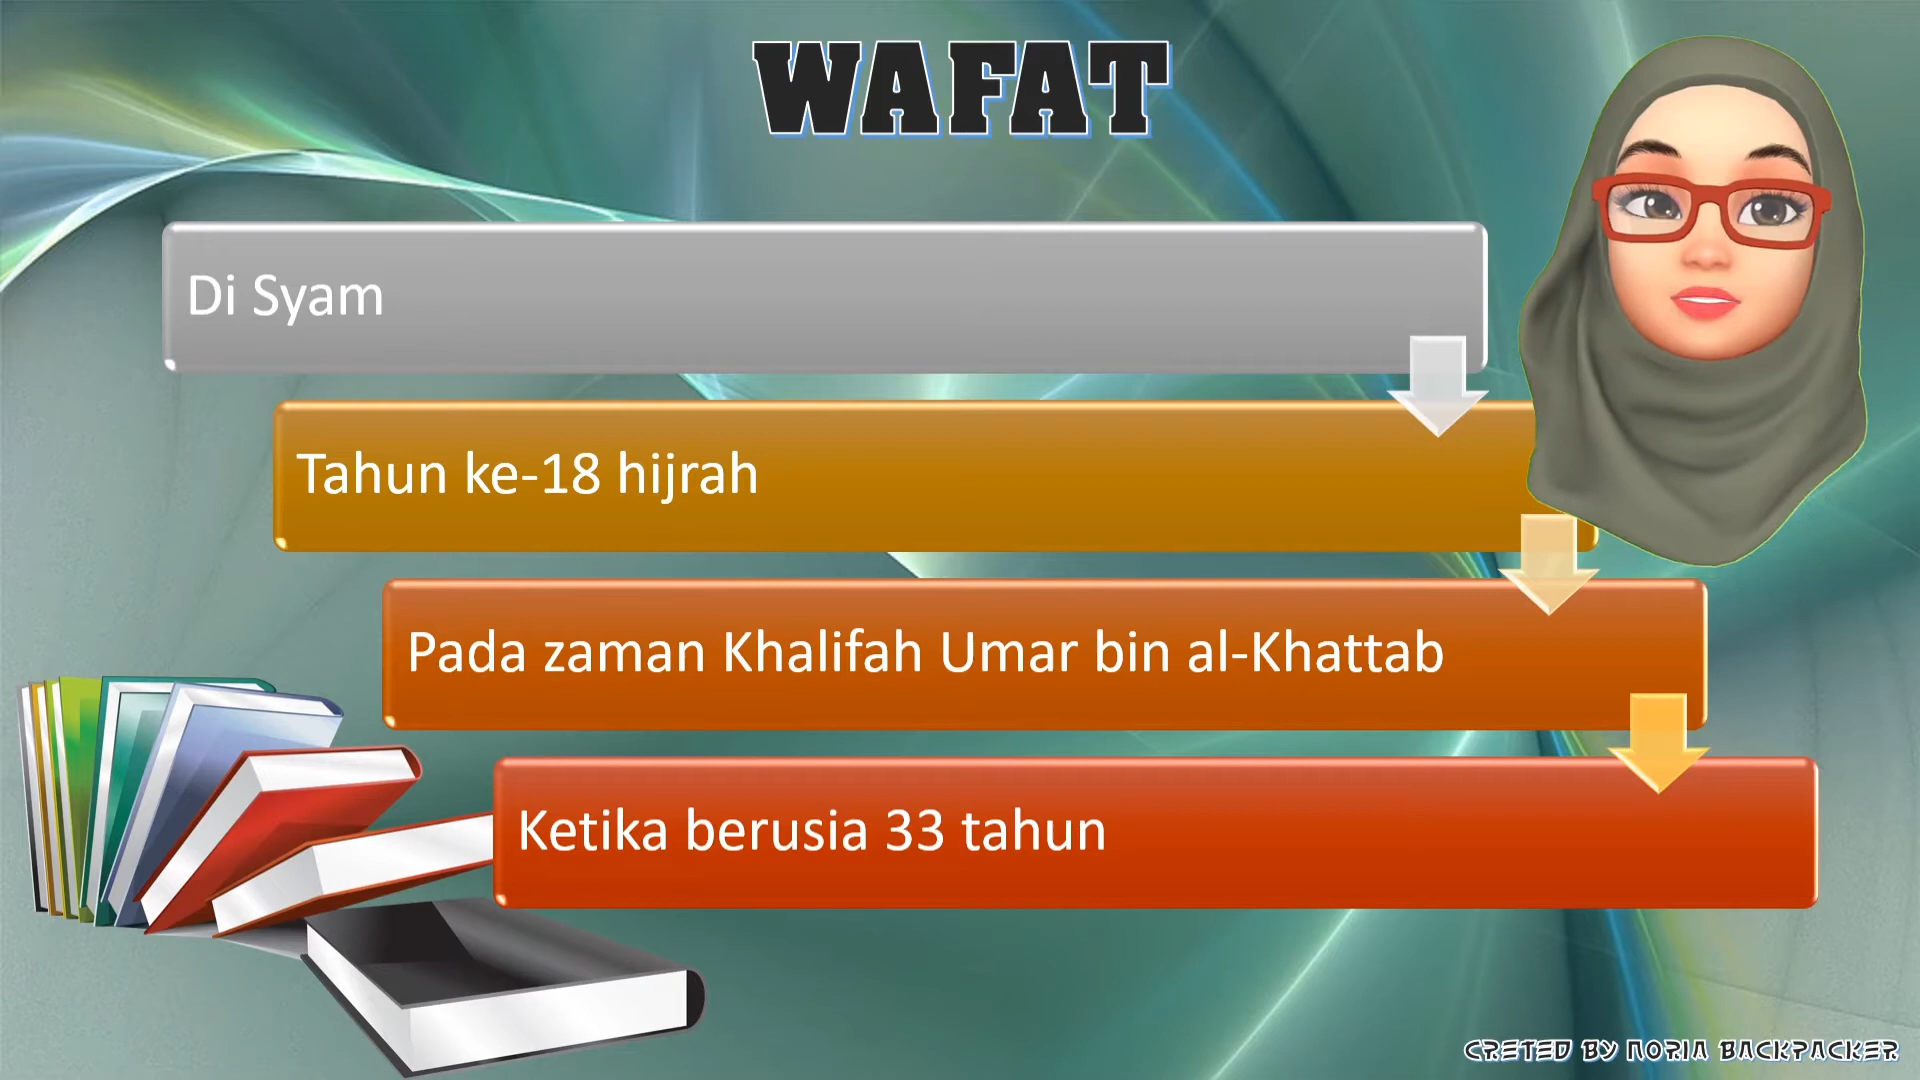 WAFAT
Di Syam
Tahun ke-18 hijrah
Pada zaman Khalifah Umar bin al-Khattab
Ketika berusia 33 tahun
CRETED BY NORIA BACKPACKER